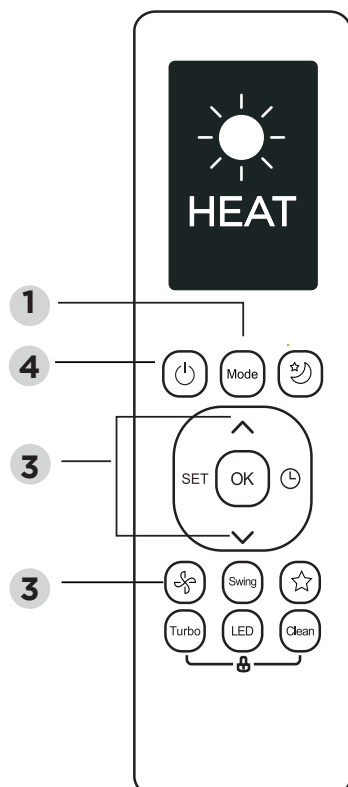 HEAT
1
4
Mode
3
SET OK
3
Swing
Turbo LED Clean